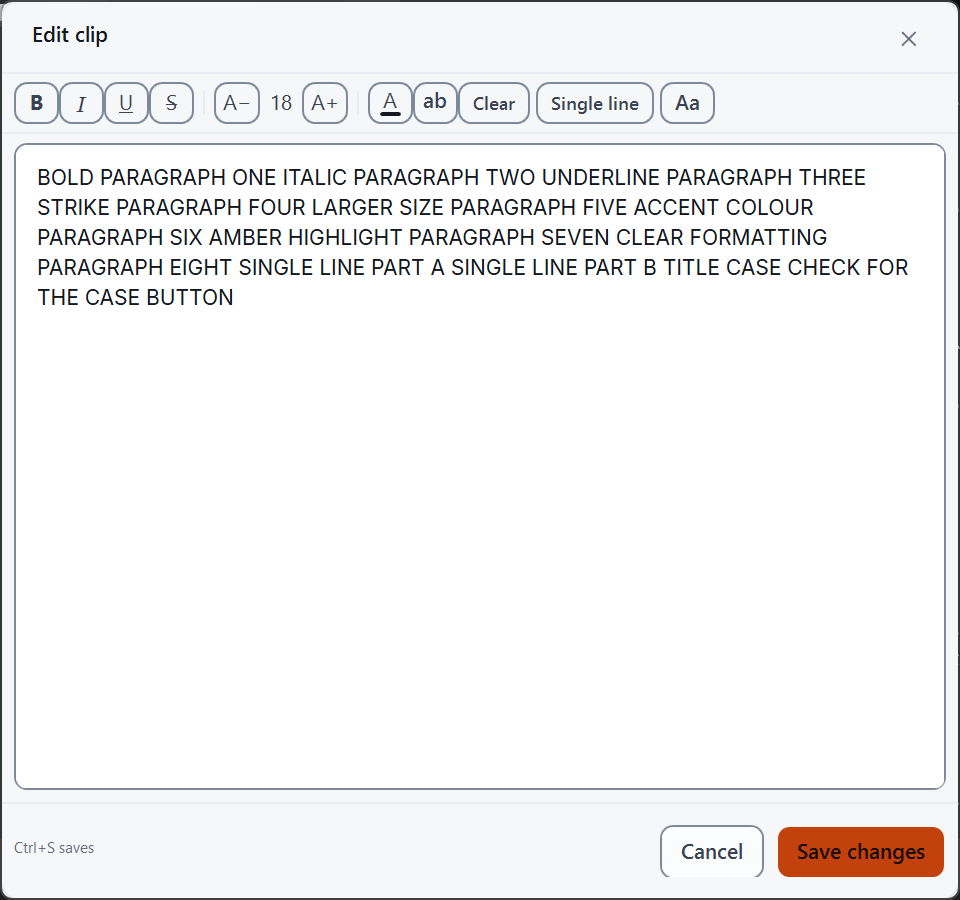 Edit clip
B I U S A− 18 A+ A ab Clear Single line Aa
BOLD PARAGRAPH ONE ITALIC PARAGRAPH TWO UNDERLINE PARAGRAPH THREE
STRIKE PARAGRAPH FOUR LARGER SIZE PARAGRAPH FIVE ACCENT COLOUR
PARAGRAPH SIX AMBER HIGHLIGHT PARAGRAPH SEVEN CLEAR FORMATTING
PARAGRAPH EIGHT SINGLE LINE PART A SINGLE LINE PART B TITLE CASE CHECK FOR
THE CASE BUTTON
Ctrl+S saves Cancel Save changes